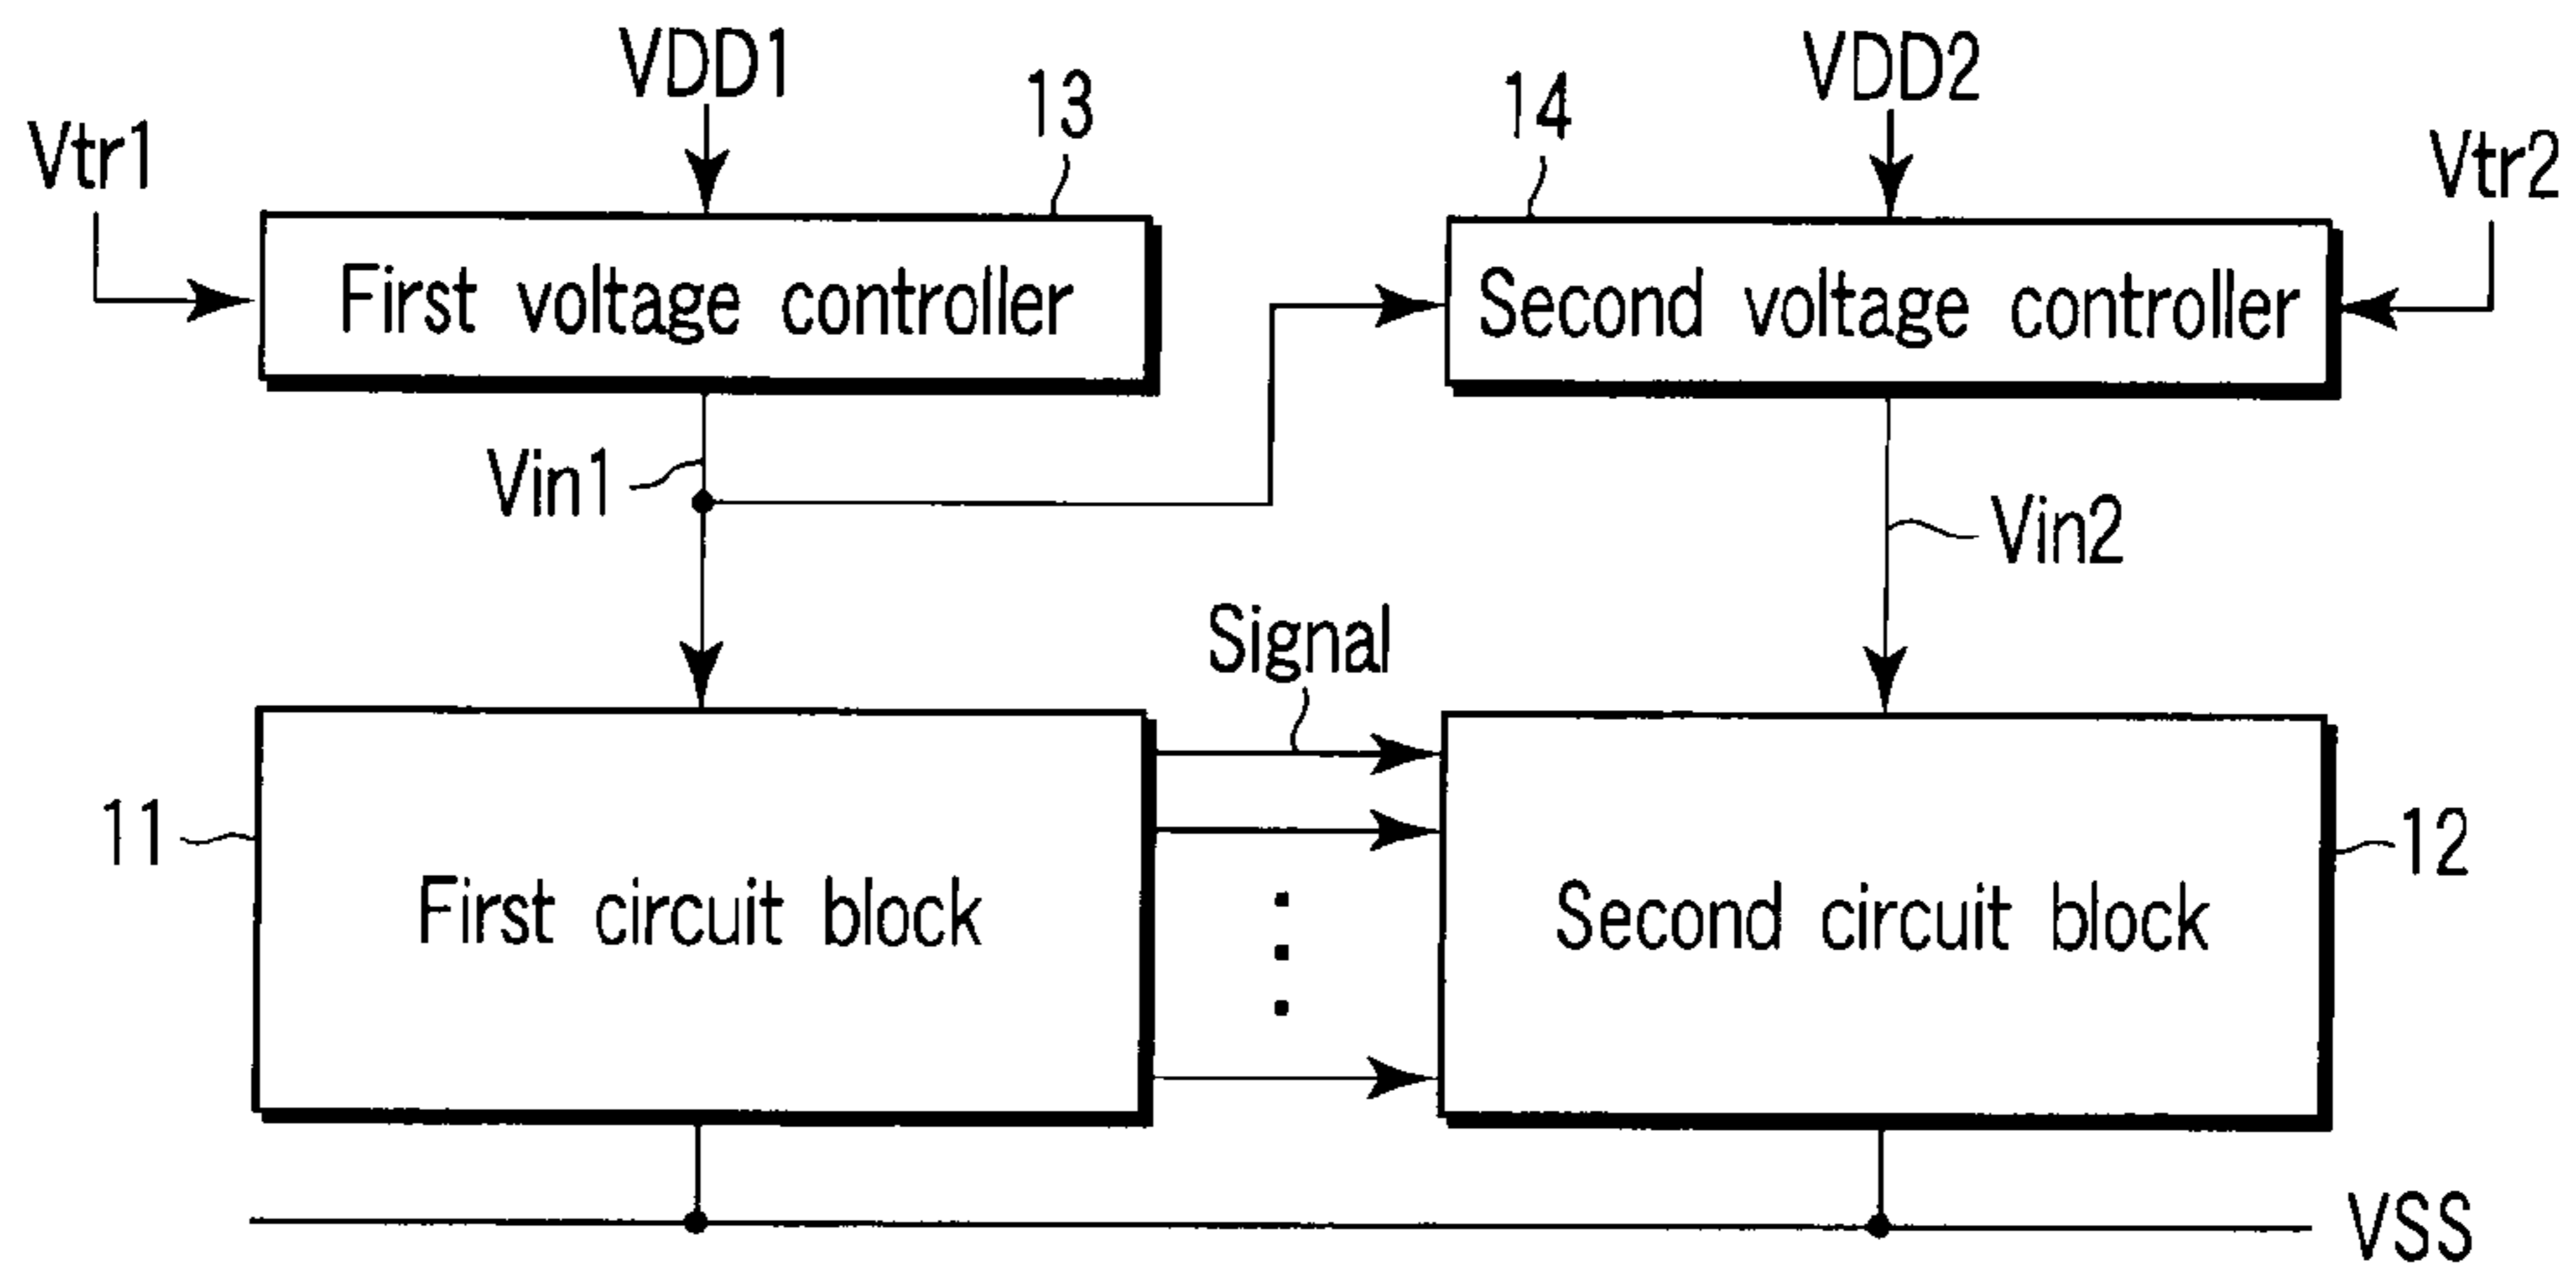 VDD1
VDD2
13
14
Vtr1
Vtr2
First voltage controller
Second voltage controller
Vin1
Vin2
Signal
11
12
First circuit block
Second circuit block
VSS